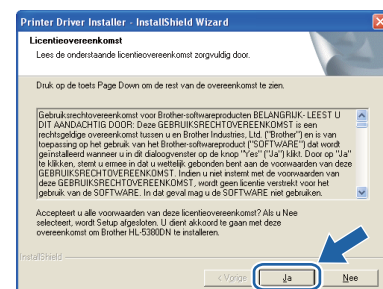 Printer Driver Installer - InstallShield Wizard
Licentieovereenkomst
Lees de onderstaande licentieovereenkomst zorgvuldig door.
Druk op de toets Page Down om de rest van de overeenkomst te zien.
Gebruiksrechtovereenkomst voor Brother-softwareproducten BELANGRIJK- LEEST U
DIT AANDACHTIG DOOR: Deze GEBRUIKSRECHTOVEREENKOMST is een
rechtsgeldige overeenkomst tussen u en Brother Industries, Ltd. ("Brother") en is van
toepassing op het gebruik van het Brother-softwareproduct ("SOFTWARE") dat wordt
geïnstalleerd wanneer u in dit dialoogvenster op de knop "Yes" ("Ja") klikt. Door op "Ja"
te klikken, stemt u ermee in dat u wettelijk gebonden bent aan de voorwaarden van deze
GEBRUIKSRECHTOVEREENKOMST. Indien u niet instemt met de voorwaarden van
deze GEBRUIKSRECHTOVEREENKOMST, wordt geen licentie verstrekt voor het
gebruik van de SOFTWARE. In dat geval mag u de SOFTWARE niet gebruiken.
Accepteert u alle voorwaarden van deze licentieovereenkomst? Als u Nee
selecteert, wordt Setup afgesloten. U dient akkoord te gaan met deze
overeenkomst om Brother HL-5380DN te installeren.
InstallShield
< Vorige
Ja
Nee